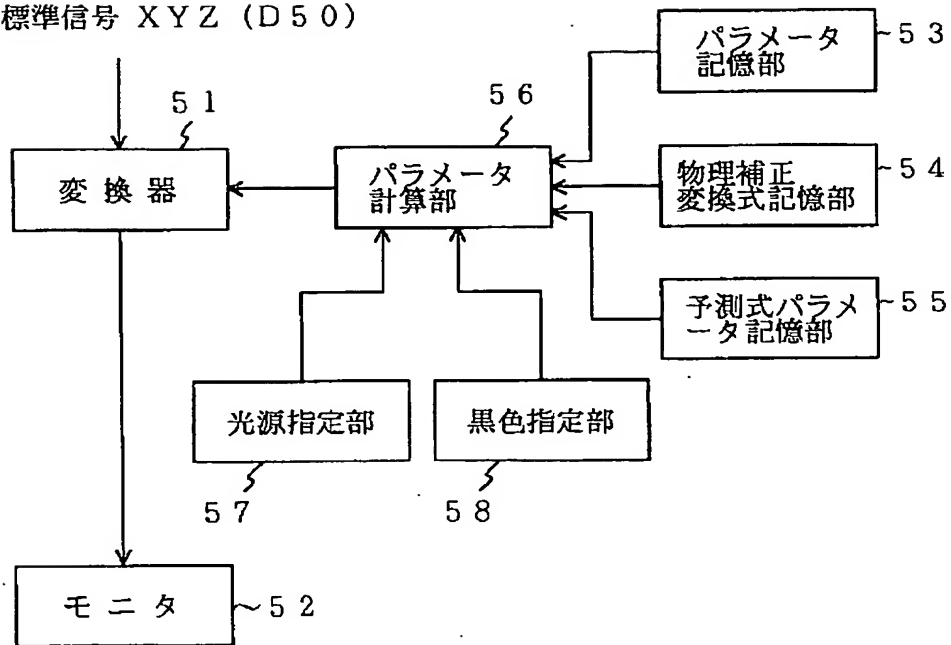 標準信号 XYZ (D50)
パラメータ
記憶部
53
51
56
変換器
パラメータ
計算部
物理補正
変換式記憶部
54
予測式パラメ
ータ記憶部
55
光源指定部
黒色指定部
57
58
モニタ
52